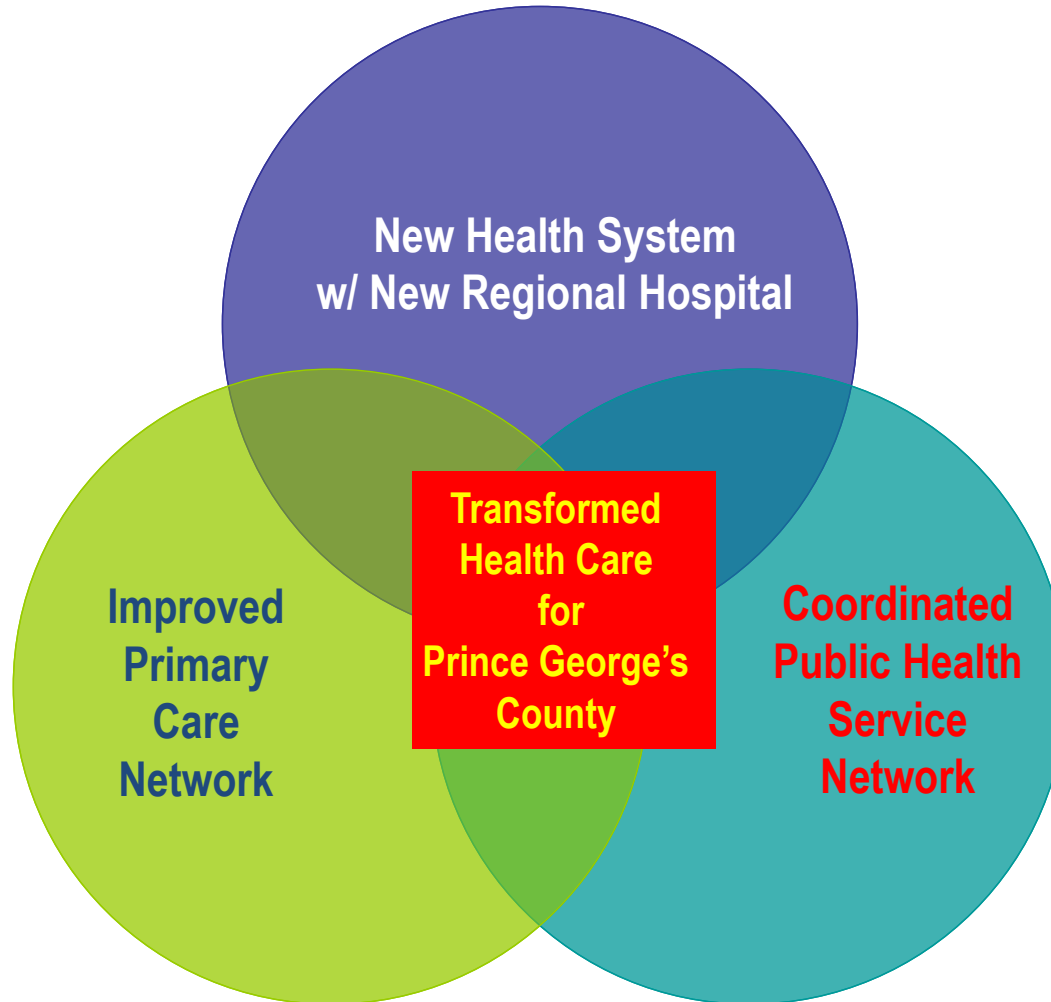 New Health System
w/ New Regional Hospital
Transformed
Health Care
for
Prince George’s
County
Improved
Primary
Care
Network
Coordinated
Public Health
Service
Network